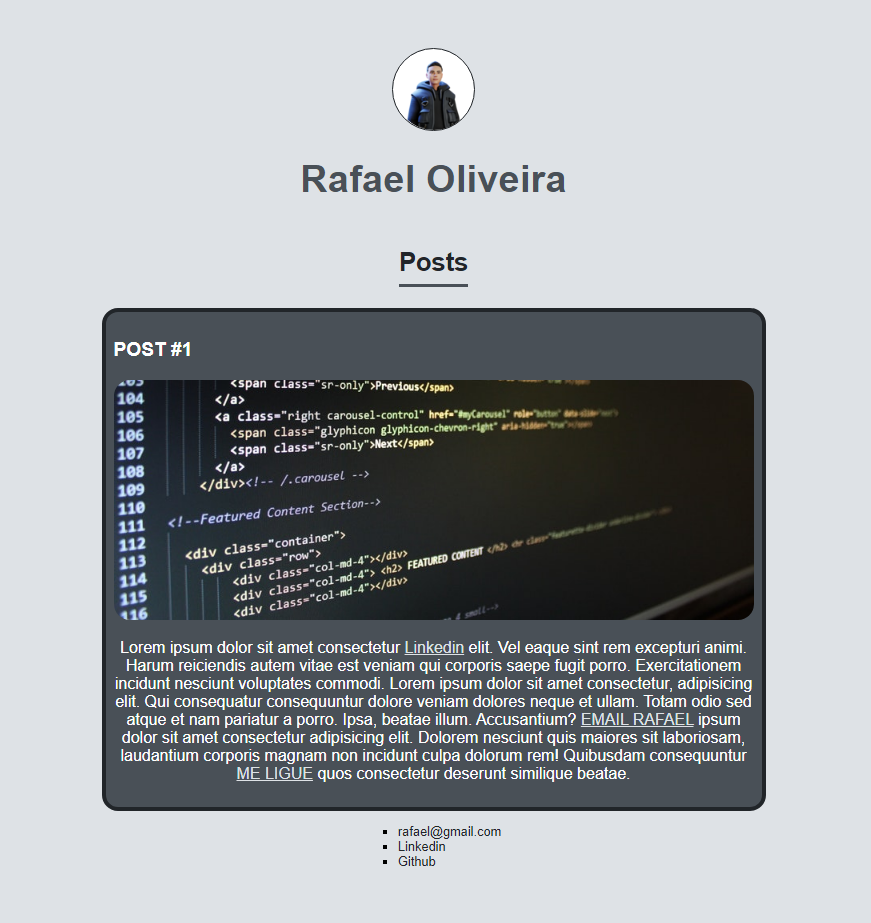 Rafael Oliveira
Posts
POST #1
103 <span class="sr-only">Previous</span>
104 </a>
105 <a class="right carousel-control" href="#myCarousel" role="button" data-slide="next">
106 <span class="glyphicon glyphicon-chevron-right" aria-hidden="true"></span>
107 <span class="sr-only">Next</span>
108 </a>
109 </div><!-- /.carousel -->
110
111 <!--Featured Content Section-->
112
113 <div class="container">
114 <div class="row">
115 <div class="col-md-4"></div>
116 <div class="col-md-4"> <h2> FEATURED CONTENT </h2>
<div class="col-md-4"></div>
Lorem ipsum dolor sit amet consectetur Linkedin elit. Vel eaque sint rem excepturi animi.
Harum reiciendis autem vitae est veniam qui corporis saepe fugit porro. Exercitationem
incidunt nesciunt voluptates commodi. Lorem ipsum dolor sit amet consectetur, adipisicing
elit. Qui consequatur consequuntur dolore veniam dolores neque et ullam. Totam odio sed
atque et nam pariatur a porro. Ipsa, beatae illum. Accusantium? EMAIL RAFAEL ipsum
dolor sit amet consectetur adipisicing elit. Dolorem nesciunt quis maiores sit laboriosam,
laudantium corporis magnam non incidunt culpa dolorum rem! Quibusdam consequuntur
ME LIGUE quos consectetur deserunt similique beatae.
rafael@gmail.com
Linkedin
Github